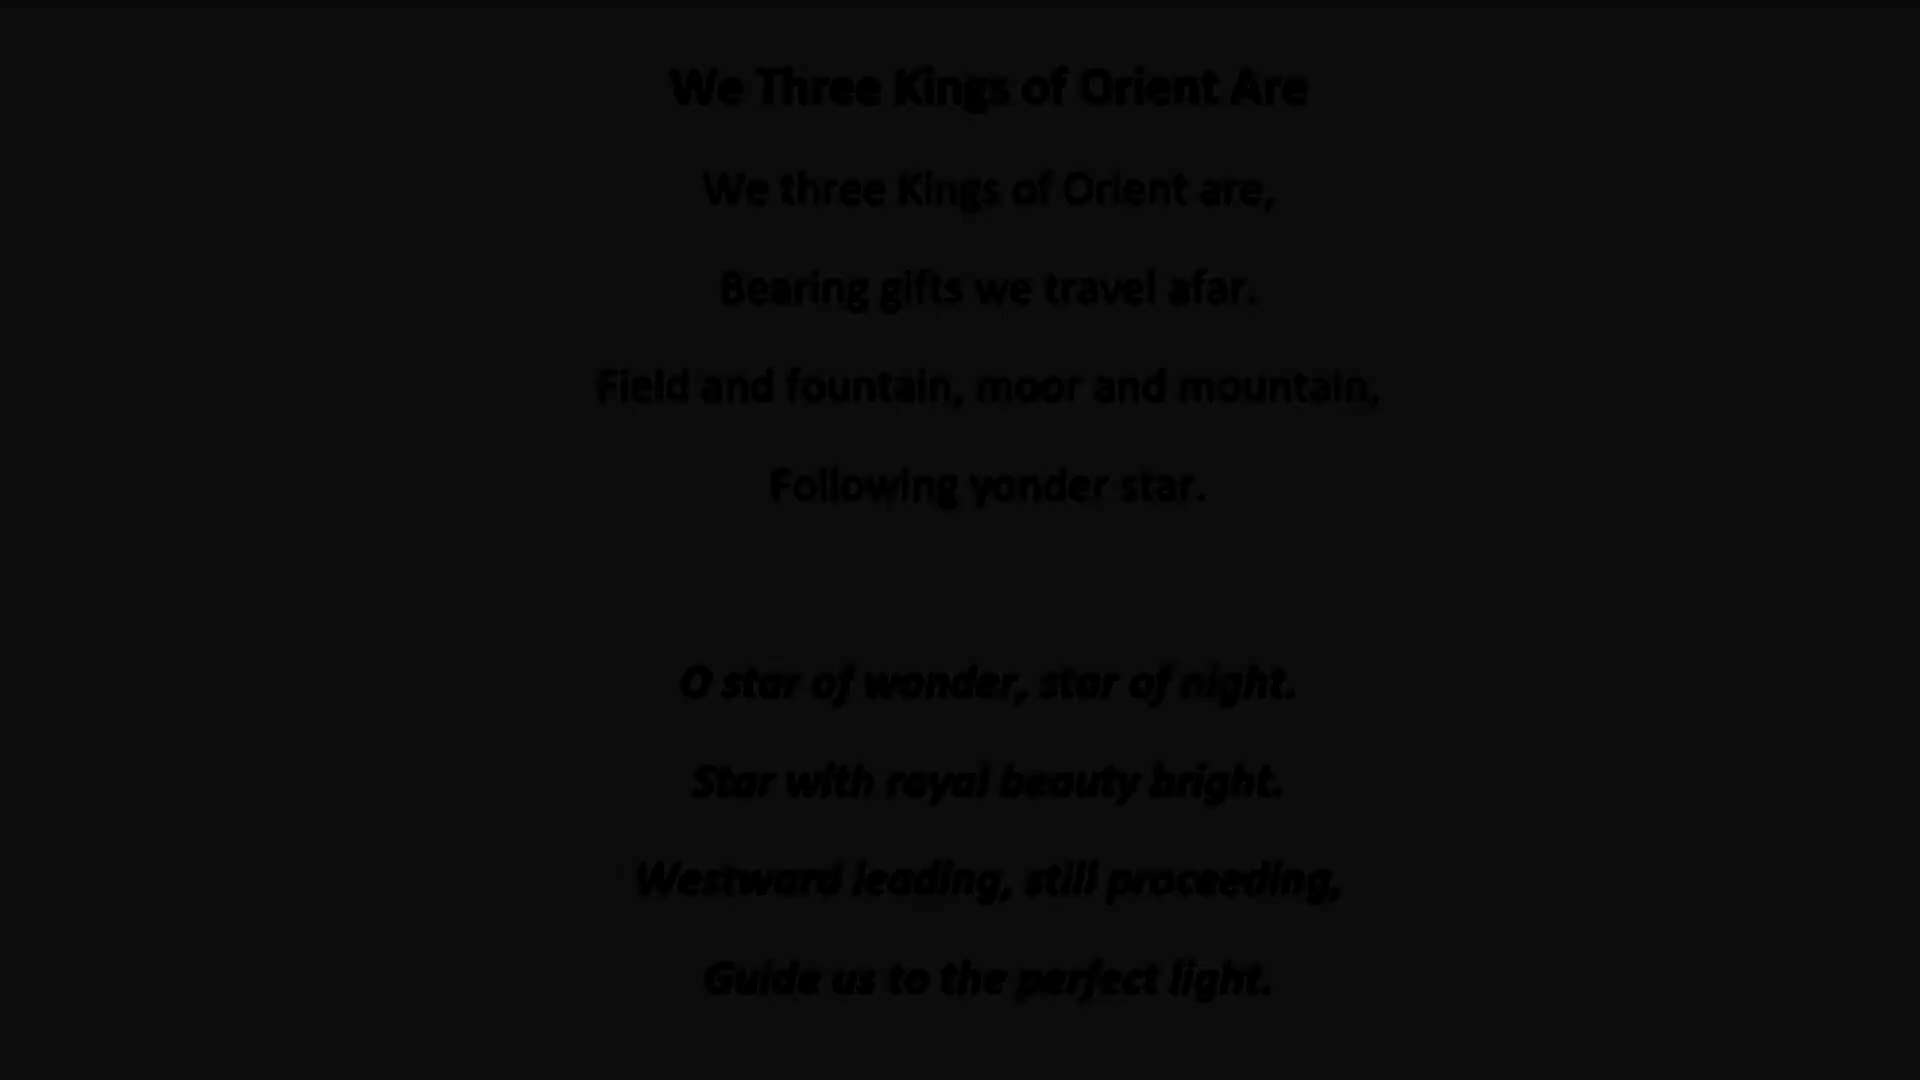 We Three Kings of Orient Are
We three Kings of Orient are,
Bearing gifts we travel afar.
Field and fountain, moor and mountain,
Following yonder star.
O star of wonder, star of night.
Star with royal beauty bright.
Westward leading, still proceeding,
Guide us to the perfect light.